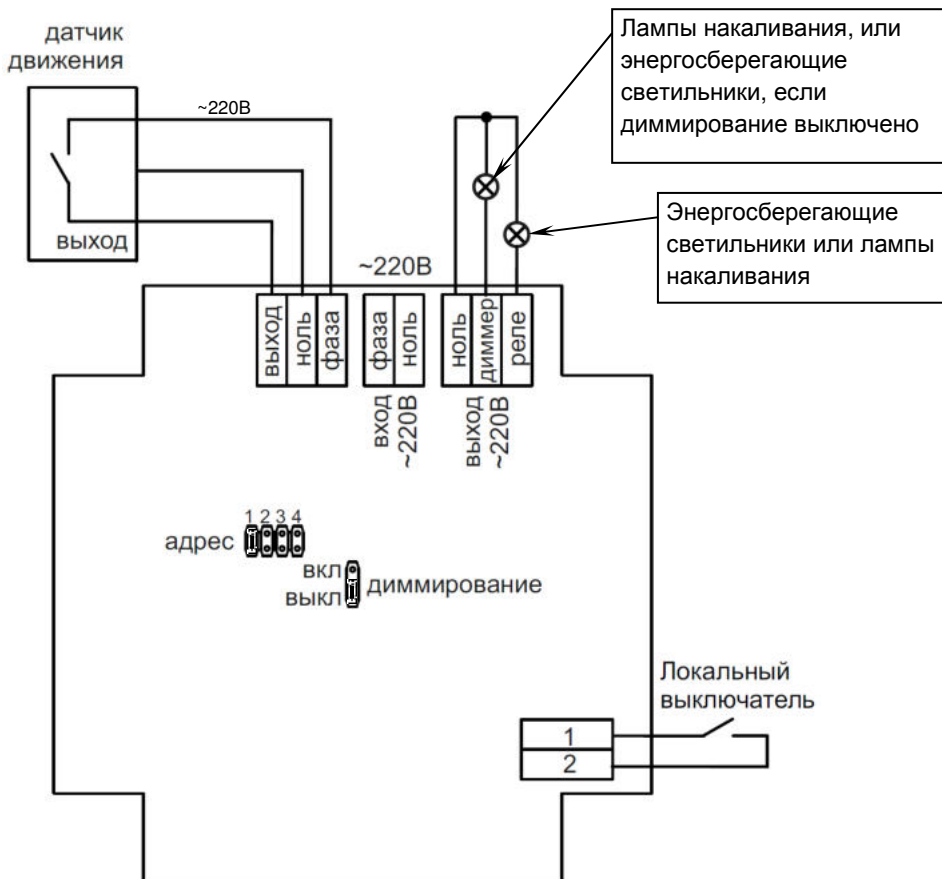 датчик
движения
~220В
выход
Лампы накаливания, или
энергосберегающие
светильники, если
диммирование выключено
Энергосберегающие
светильники или лампы
накаливания
~220В
выход
ноль
фаза
фаза
ноль
ноль
диммер
реле
вход
~220В
выход
~220В
1 2 3 4
адрес
вкл
выкл
диммирование
Локальный
выключатель
1
2